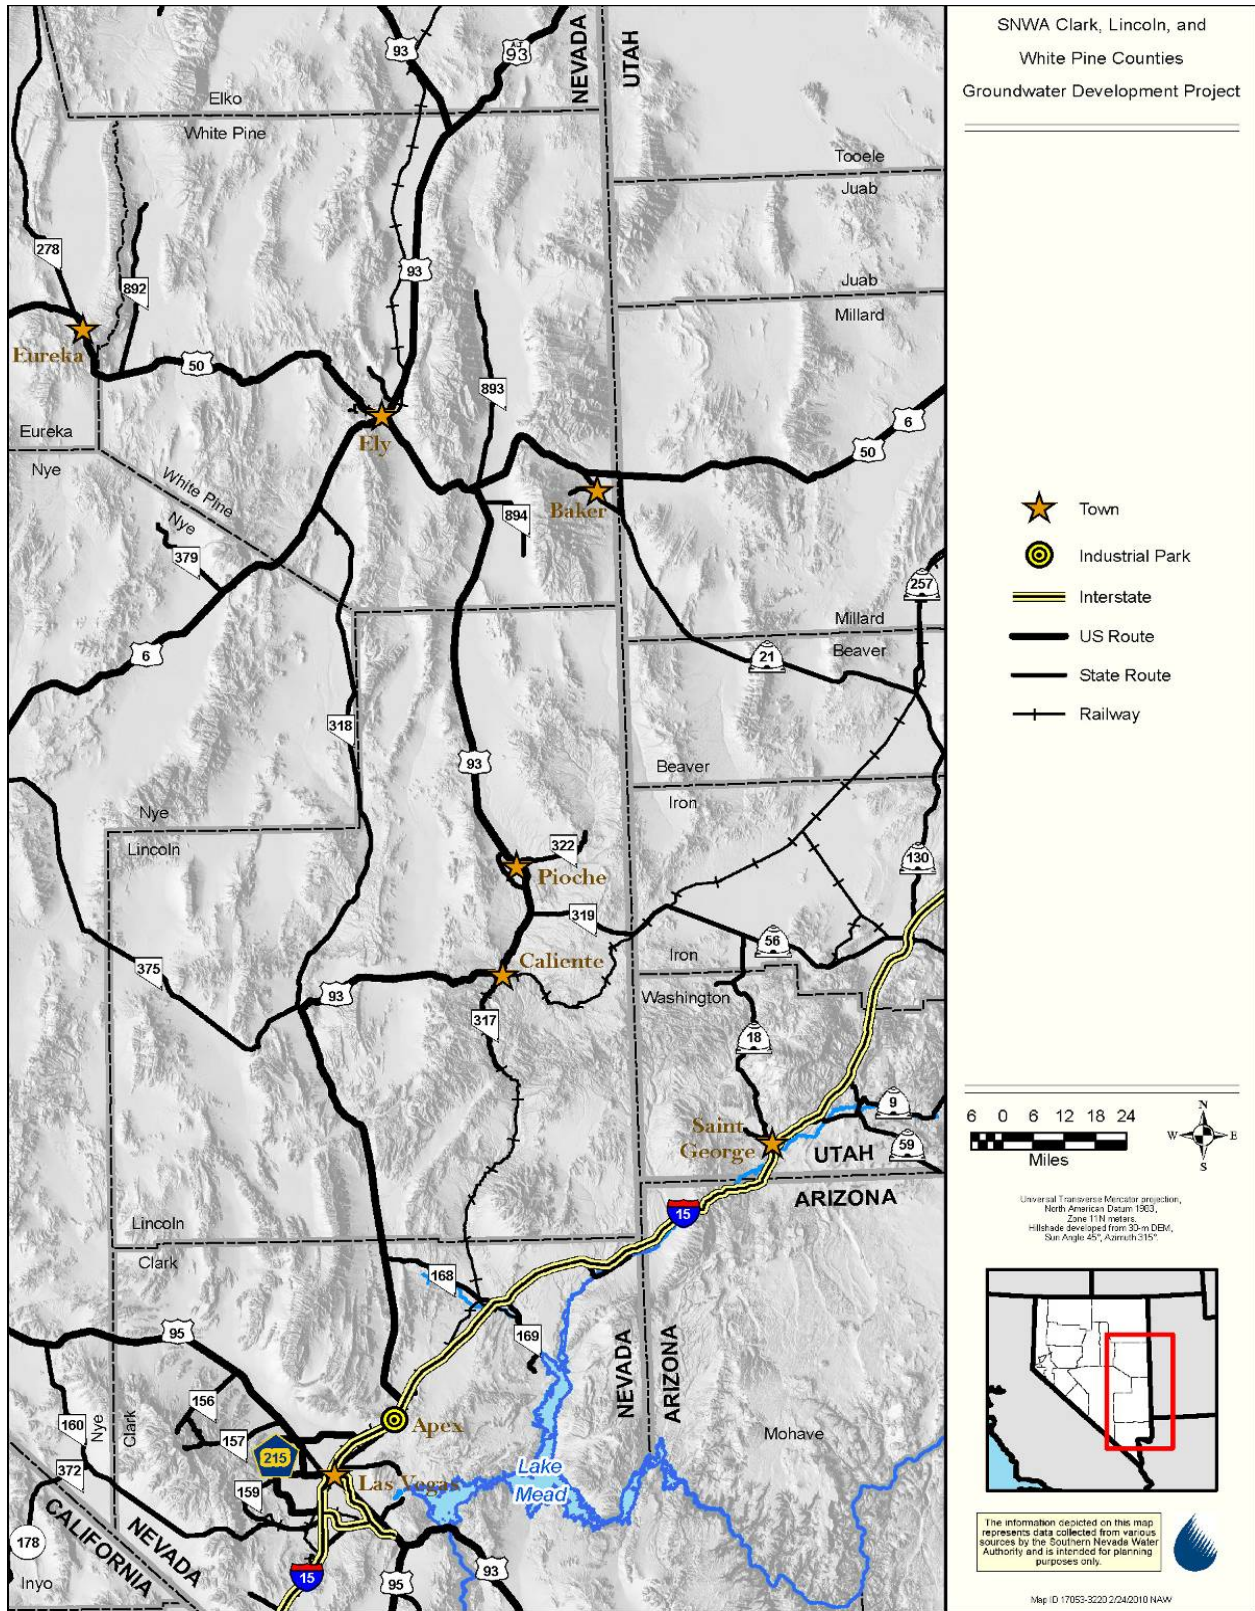 SNWA Clark, Lincoln, and
White Pine Counties
Groundwater Development Project
93
ALT
93
NEVADA
UTAH
Elko
White Pine
Tooele
Juab
278
892
93
Juab
Millard
Eureka
50
893
Ely
6
50
Eureka
Nye
White Pine
Nye
379
894
Baker
257
6
Millard
Beaver
21
318
93
Beaver
Iron
Nye
Lincoln
322
Pioche
130
319
Caliente
56
Iron
Washington
375
93
317
18
9
Saint
George
59
UTAH
ARIZONA
15
Lincoln
Clark
168
95
169
NEVADA
ARIZONA
156
Apex
160
Nye
Clark
157
215
Mohave
372
Las Vegas
159
Lake
Mead
178
CALIFORNIA
NEVADA
Inyo
15
95
93
Town
Industrial Park
Interstate
US Route
State Route
Railway
6 0 6 12 18 24
Miles
N
W E
S
Universal Transverse Mercator projection,
North American Datum 1983,
Zone 11N meters.
Hillshade developed from 30-m DEM,
Sun Angle 45°, Azimuth 315°.
The information depicted on this map
represents data collected from various
sources by the Southern Nevada Water
Authority and is intended for planning
purposes only.
Map ID 17053-3220 2/24/2010 NAW